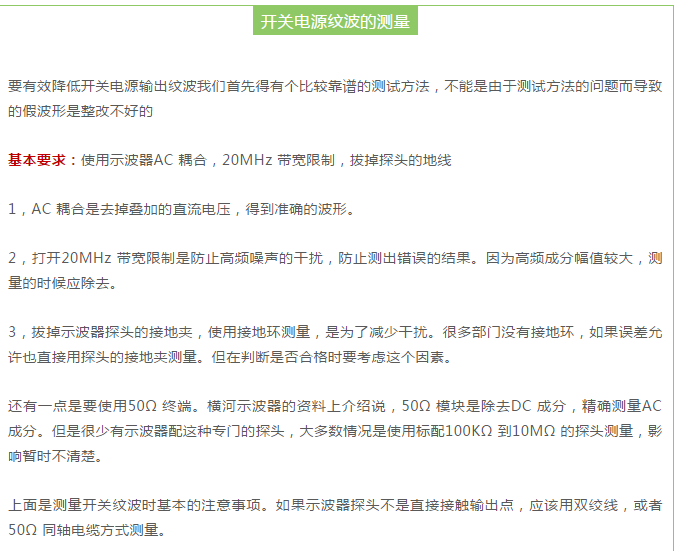 开关电源纹波的测量
要有效降低开关电源输出纹波我们首先得有个比较靠谱的测试方法，不能是由于测试方法的问题而导致
的假波形是整改不好的
基本要求：使用示波器AC 耦合，20MHz 带宽限制，拔掉探头的地线
1，AC 耦合是去掉叠加的直流电压，得到准确的波形。
2，打开20MHz 带宽限制是防止高频噪声的干扰，防止测出错误的结果。因为高频成分幅值较大，测
量的时候应除去。
3，拔掉示波器探头的接地夹，使用接地环测量，是为了减少干扰。很多部门没有接地环，如果误差允
许也直接用探头的接地夹测量。但在判断是否合格时要考虑这个因素。
还有一点是要使用50Ω 终端。横河示波器的资料上介绍说，50Ω 模块是除去DC 成分，精确测量AC
成分。但是很少有示波器配这种专门的探头，大多数情况是使用标配100KΩ 到10MΩ 的探头测量，影
响暂时不清楚。
上面是测量开关纹波时基本的注意事项。如果示波器探头不是直接接触输出点，应该用双绞线，或者
50Ω 同轴电缆方式测量。